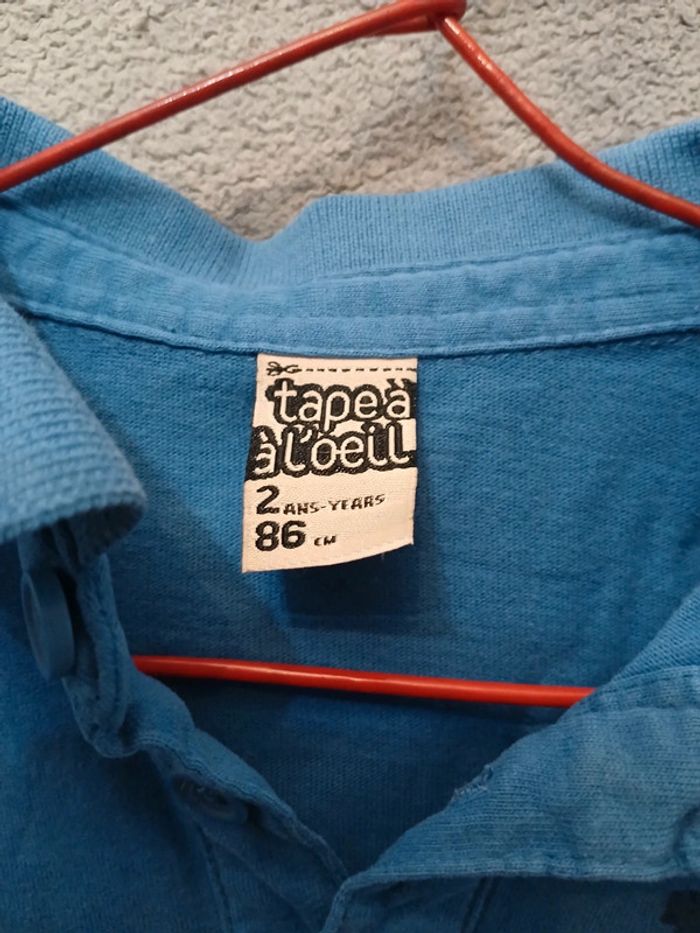 tape à
à l'oeil
2 ANS-YEARS
86 CM